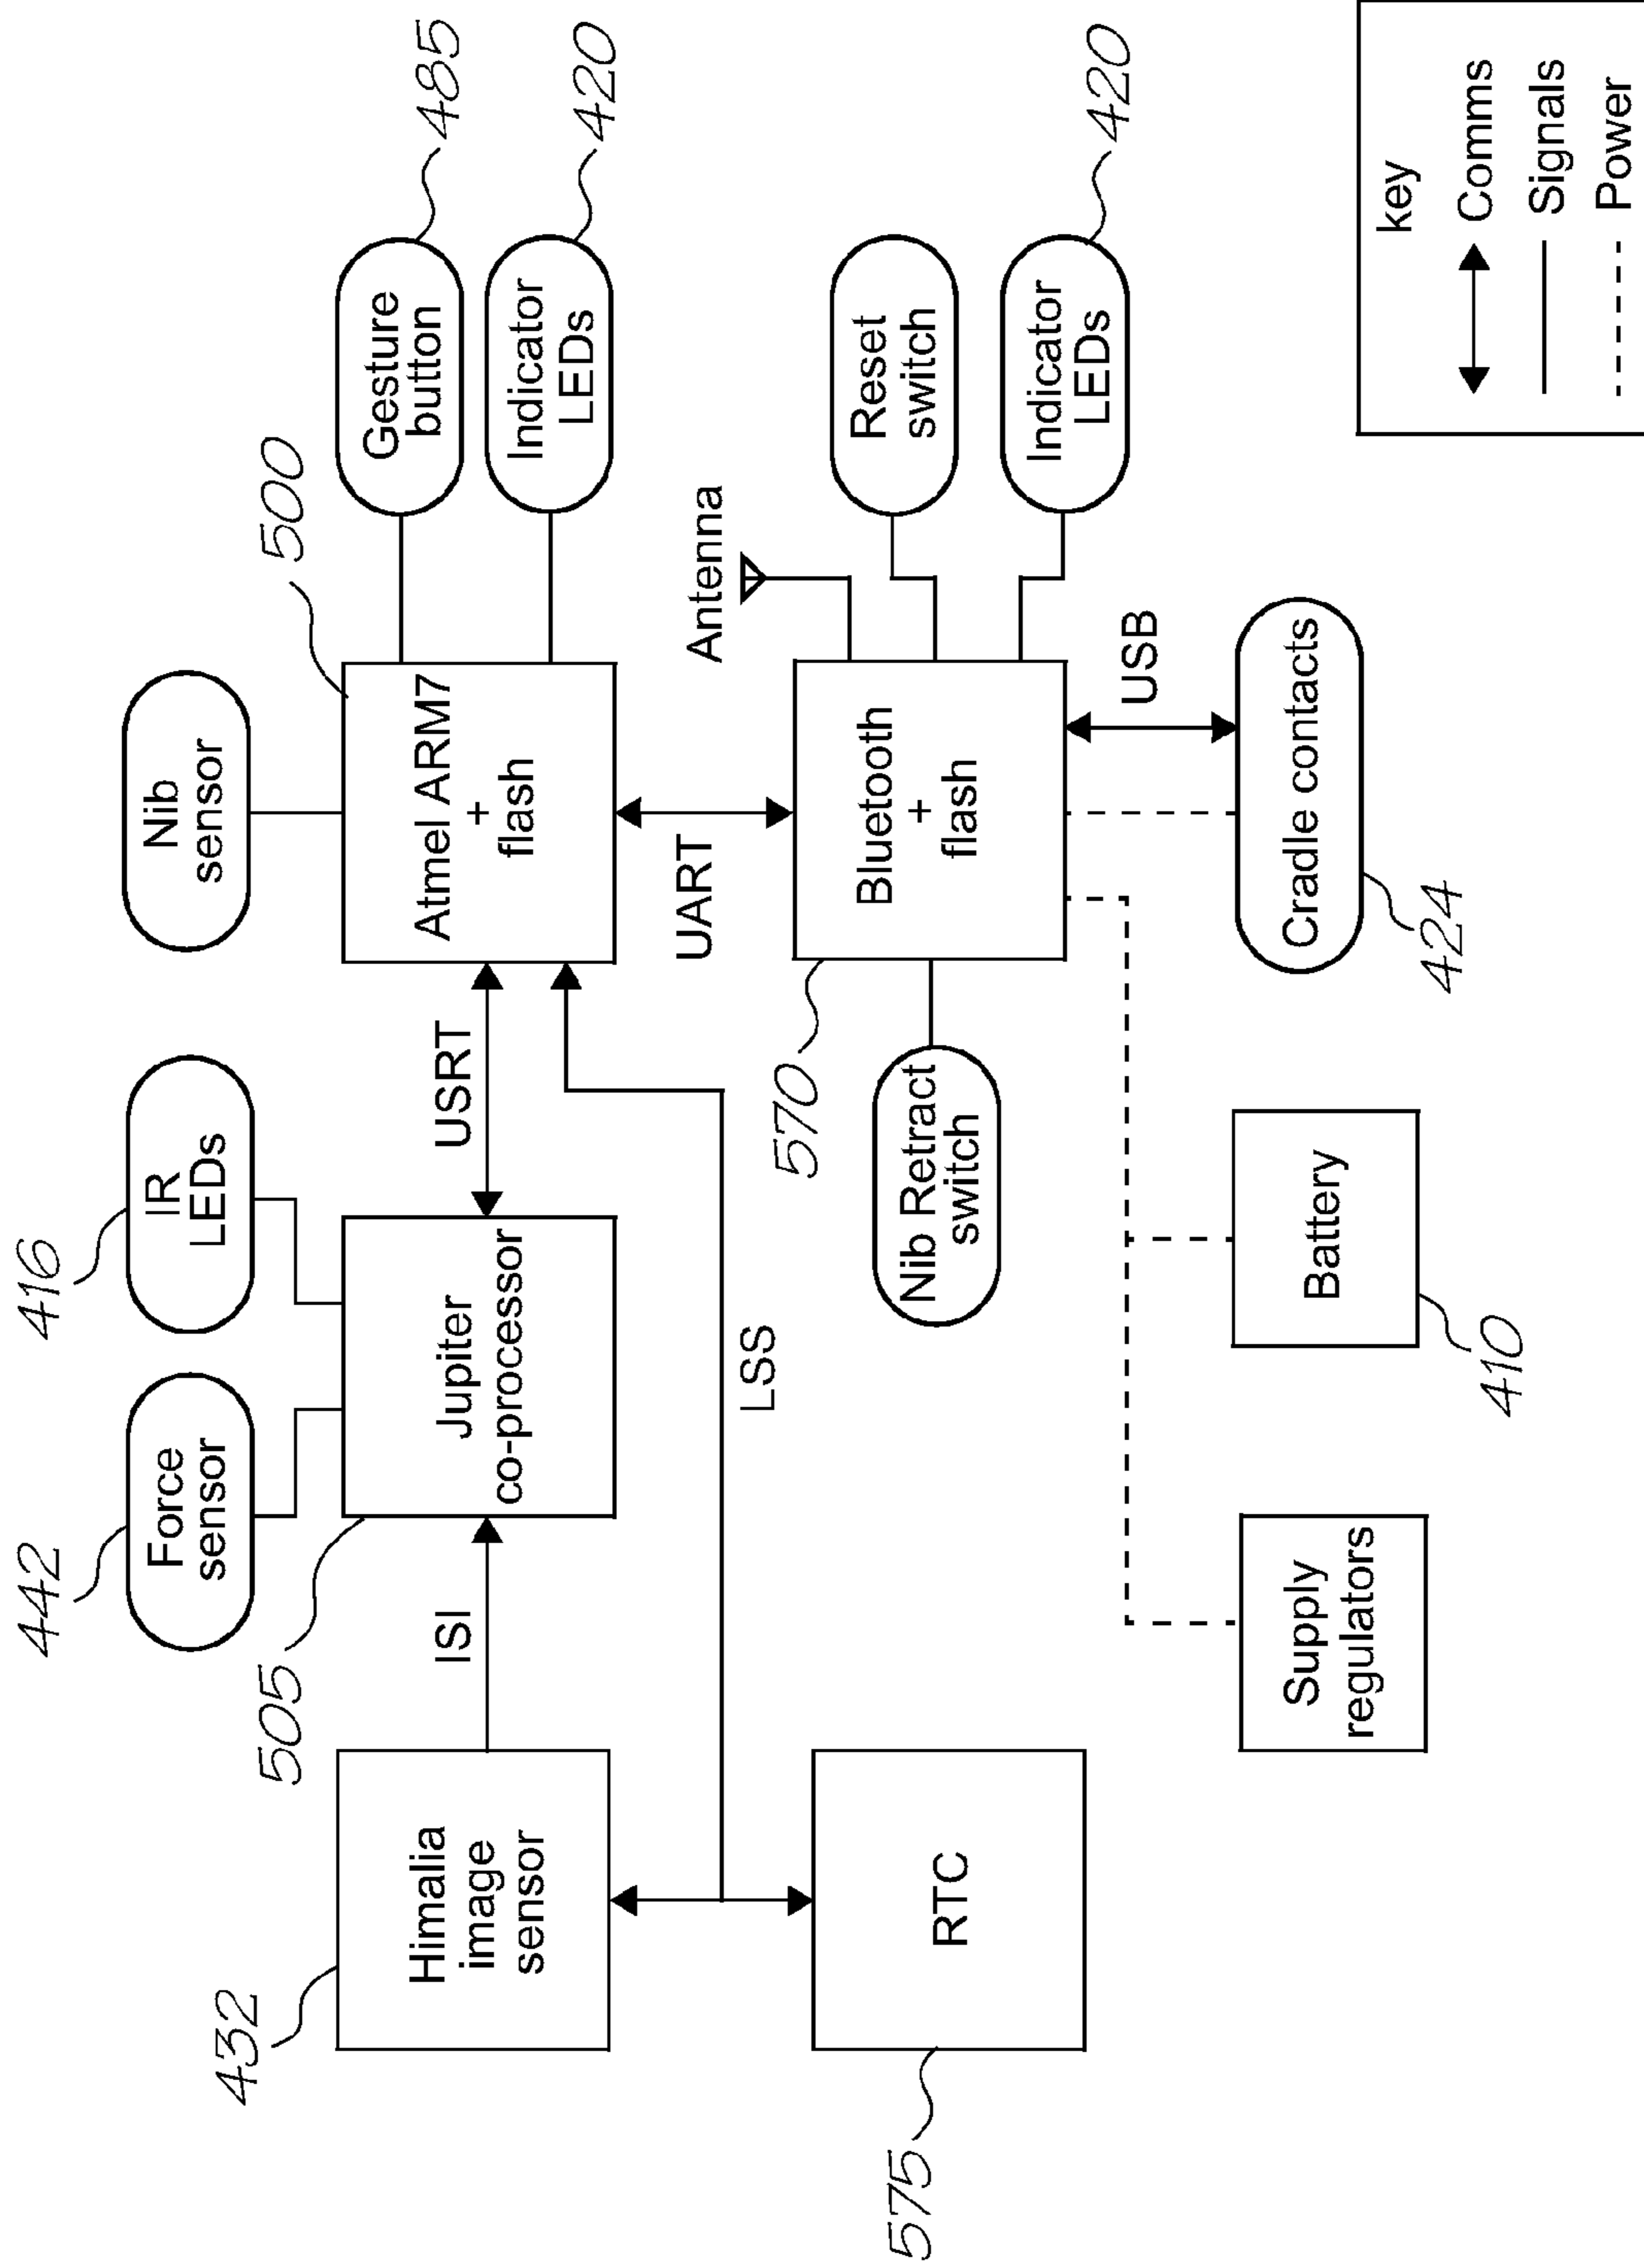 442
Force
sensor
416
IR
LEDs
Nib
sensor
500
432
Himalia
image
sensor
ISI
505
Jupiter
co-processor
USRT
Atmel ARM7
+
flash
Gesture
button
485
Indicator
LEDs
420
LSS
UART
Antenna
575
RTC
Nib Retract
switch
570
Bluetooth
+
flash
Reset
switch
Indicator
LEDs
420
USB
Supply
regulators
Battery
410
Cradle contacts
424
key
Comms
Signals
Power